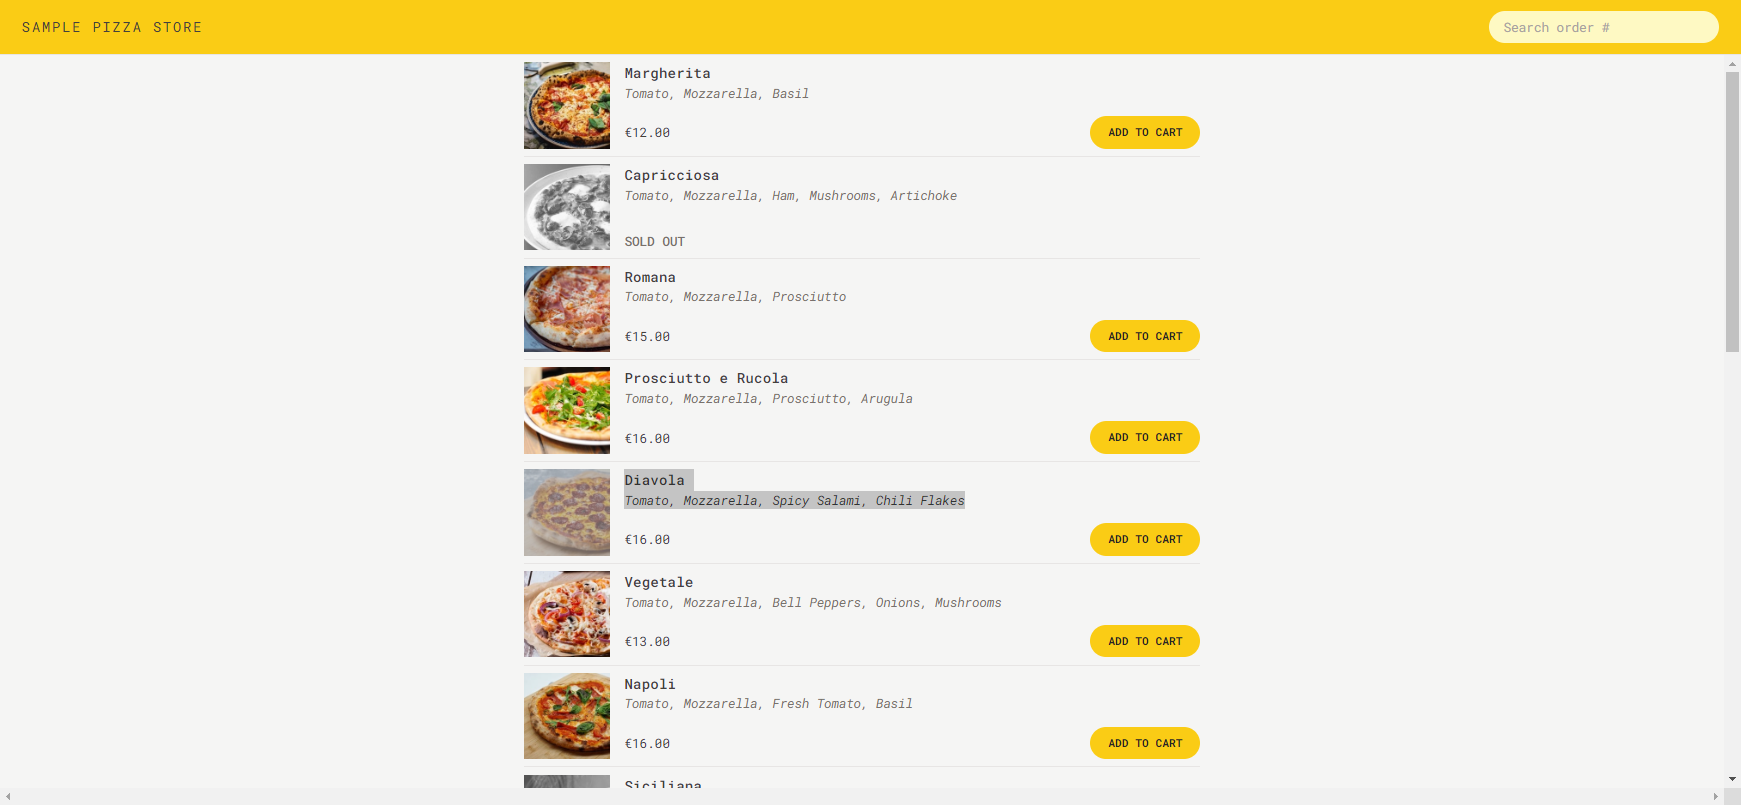 SAMPLE PIZZA STORE
Search order #
Margherita
Tomato, Mozzarella, Basil
€12.00
ADD TO CART
Capricciosa
Tomato, Mozzarella, Ham, Mushrooms, Artichoke
SOLD OUT
Romana
Tomato, Mozzarella, Prosciutto
€15.00
ADD TO CART
Prosciutto e Rucola
Tomato, Mozzarella, Prosciutto, Arugula
€16.00
ADD TO CART
Diavola
Tomato, Mozzarella, Spicy Salami, Chili Flakes
€16.00
ADD TO CART
Vegetale
Tomato, Mozzarella, Bell Peppers, Onions, Mushrooms
€13.00
ADD TO CART
Napoli
Tomato, Mozzarella, Fresh Tomato, Basil
€16.00
ADD TO CART
Siciliana